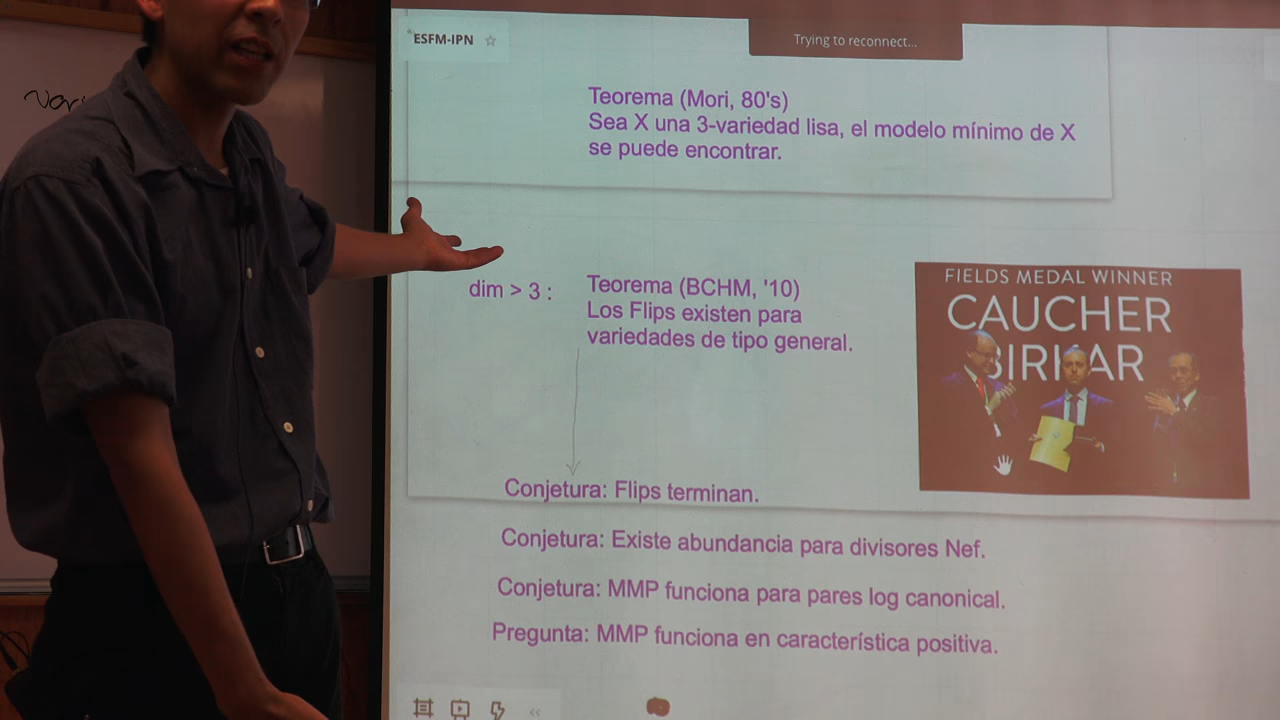 ESFM-IPN
Trying to reconnect...
Teorema (Mori, 80's)
Sea X una 3-variedad lisa, el modelo mínimo de X
se puede encontrar.
dim > 3 :
Teorema (BCHM, '10)
Los Flips existen para
variedades de tipo general.
FIELDS MEDAL WINNER
CAUCHER
BIRKAR
Conjetura: Flips terminan.
Conjetura: Existe abundancia para divisores Nef.
Conjetura: MMP funciona para pares log canonical.
Pregunta: MMP funciona en característica positiva.